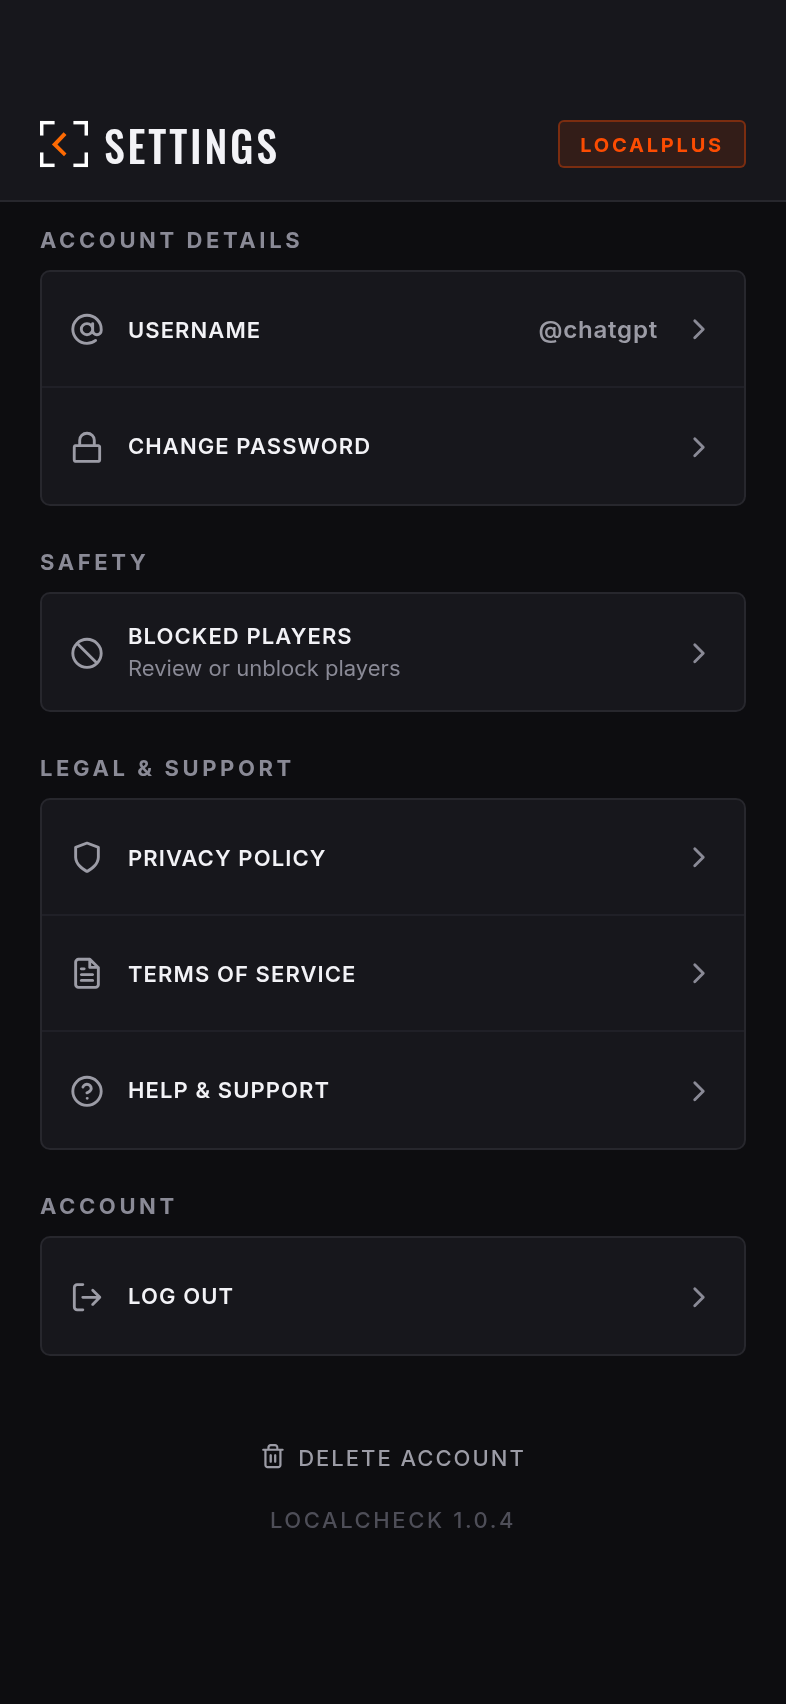 SETTINGS
LOCALPLUS
ACCOUNT DETAILS
USERNAME @chatgpt
CHANGE PASSWORD
SAFETY
BLOCKED PLAYERS
Review or unblock players
LEGAL & SUPPORT
PRIVACY POLICY
TERMS OF SERVICE
HELP & SUPPORT
ACCOUNT
LOG OUT
DELETE ACCOUNT
LOCALCHECK 1.0.4